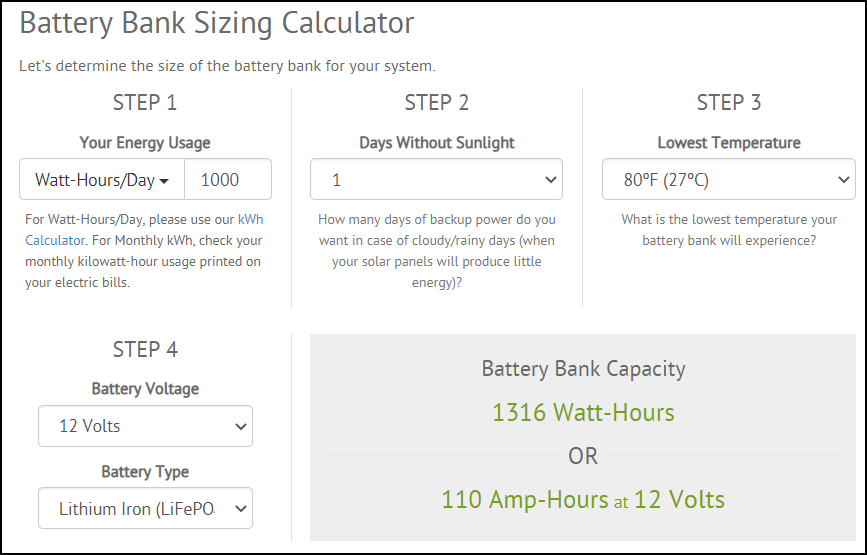 Battery Bank Sizing Calculator
Let's determine the size of the battery bank for your system.
STEP 1
Your Energy Usage
Watt-Hours/Day 1000
For Watt-Hours/Day, please use our kWh
Calculator. For Monthly kWh, check your
monthly kilowatt-hour usage printed on
your electric bills.
STEP 2
Days Without Sunlight
1
How many days of backup power do you
want in case of cloudy/rainy days (when
your solar panels will produce little
energy)?
STEP 3
Lowest Temperature
80ºF (27ºC)
What is the lowest temperature your
battery bank will experience?
STEP 4
Battery Voltage
12 Volts
Battery Type
Lithium Iron (LiFePO
Battery Bank Capacity
1316 Watt-Hours
OR
110 Amp-Hours at 12 Volts